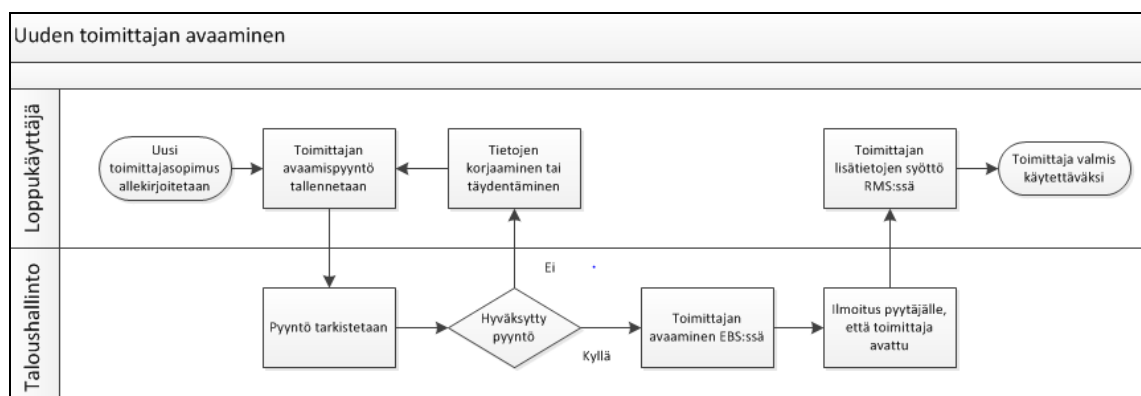 Uuden toimittajan avaaminen
Loppukäyttäjä
Uusi
toimittajasopimus
allekirjoitetaan
Toimittajan
avaamispyyntö
tallennetaan
Tietojen
korjaaminen tai
täydentäminen
Toimittajan
lisätietojen syöttö
RMS:ssä
Toimittaja valmis
käytettäväksi
Taloushallinto
Pyyntö tarkistetaan
Hyväksytty
pyyntö
Ei
Kyllä
Toimittajan
avaaminen EBS:ssä
Ilmoitus pyytäjälle,
että toimittaja
avattu